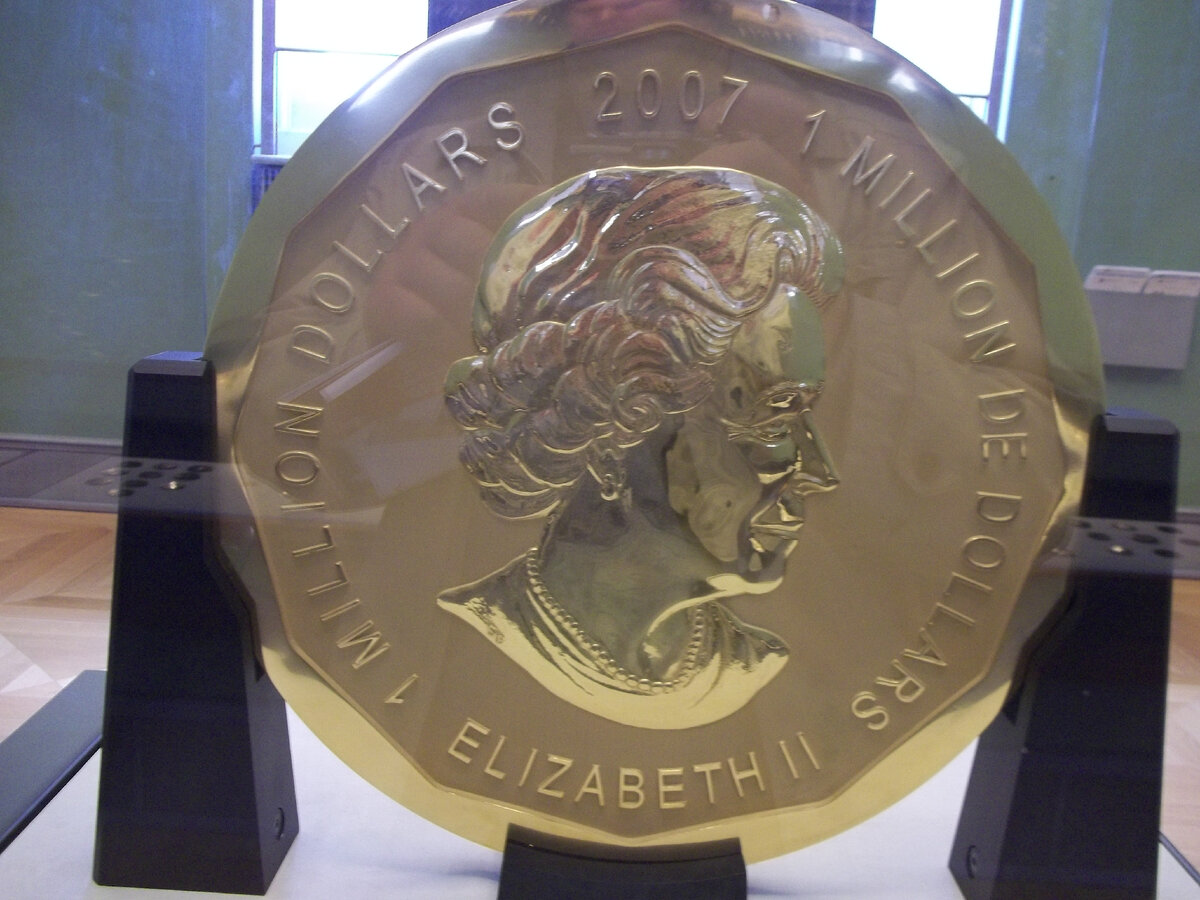 1 MILLION DOLLARS 2007 1 MILLION DE DOLLARS
ELIZABETH II